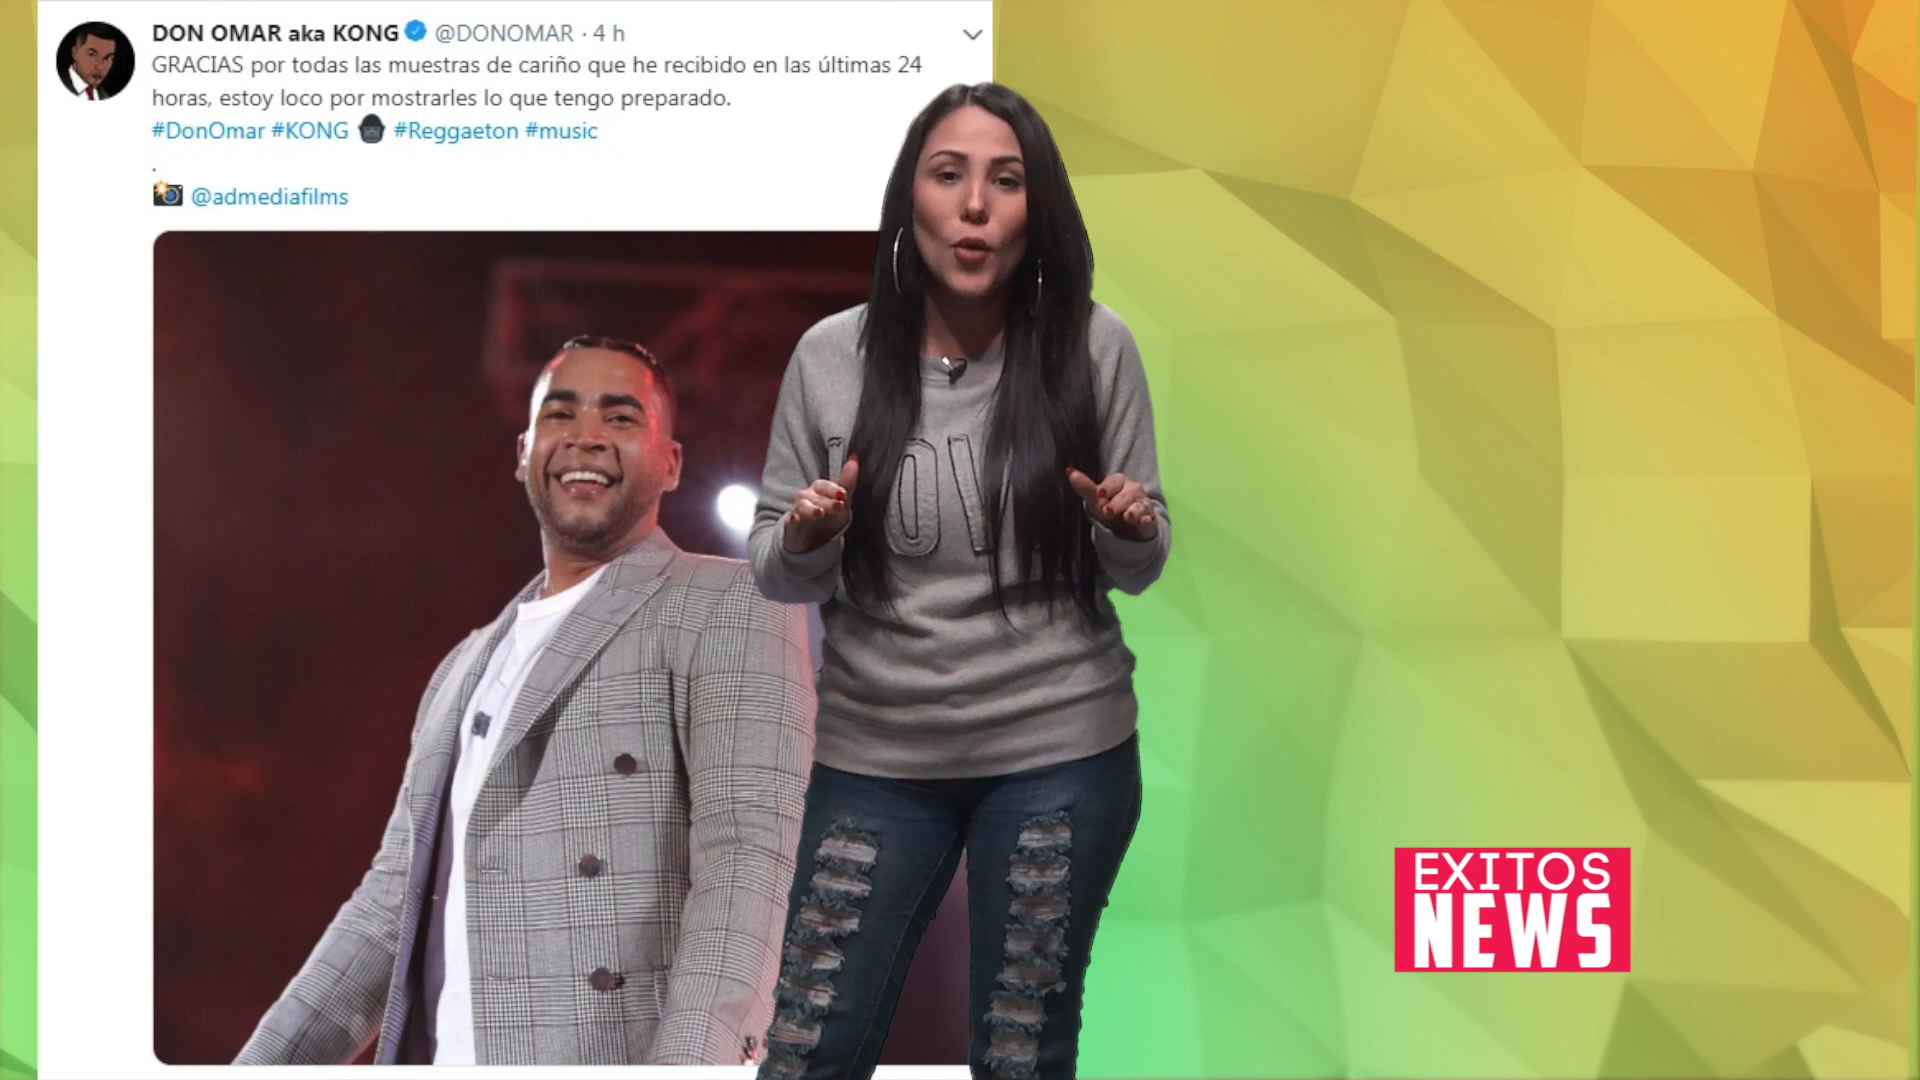 DON OMAR aka KONG @DONOMAR · 4 h
GRACIAS por todas las muestras de cariño que he recibido en las últimas 24
horas, estoy loco por mostrarles lo que tengo preparado.
#DonOmar #KONG #Reggaeton #music
.
@admediafilms
EXITOS
NEWS